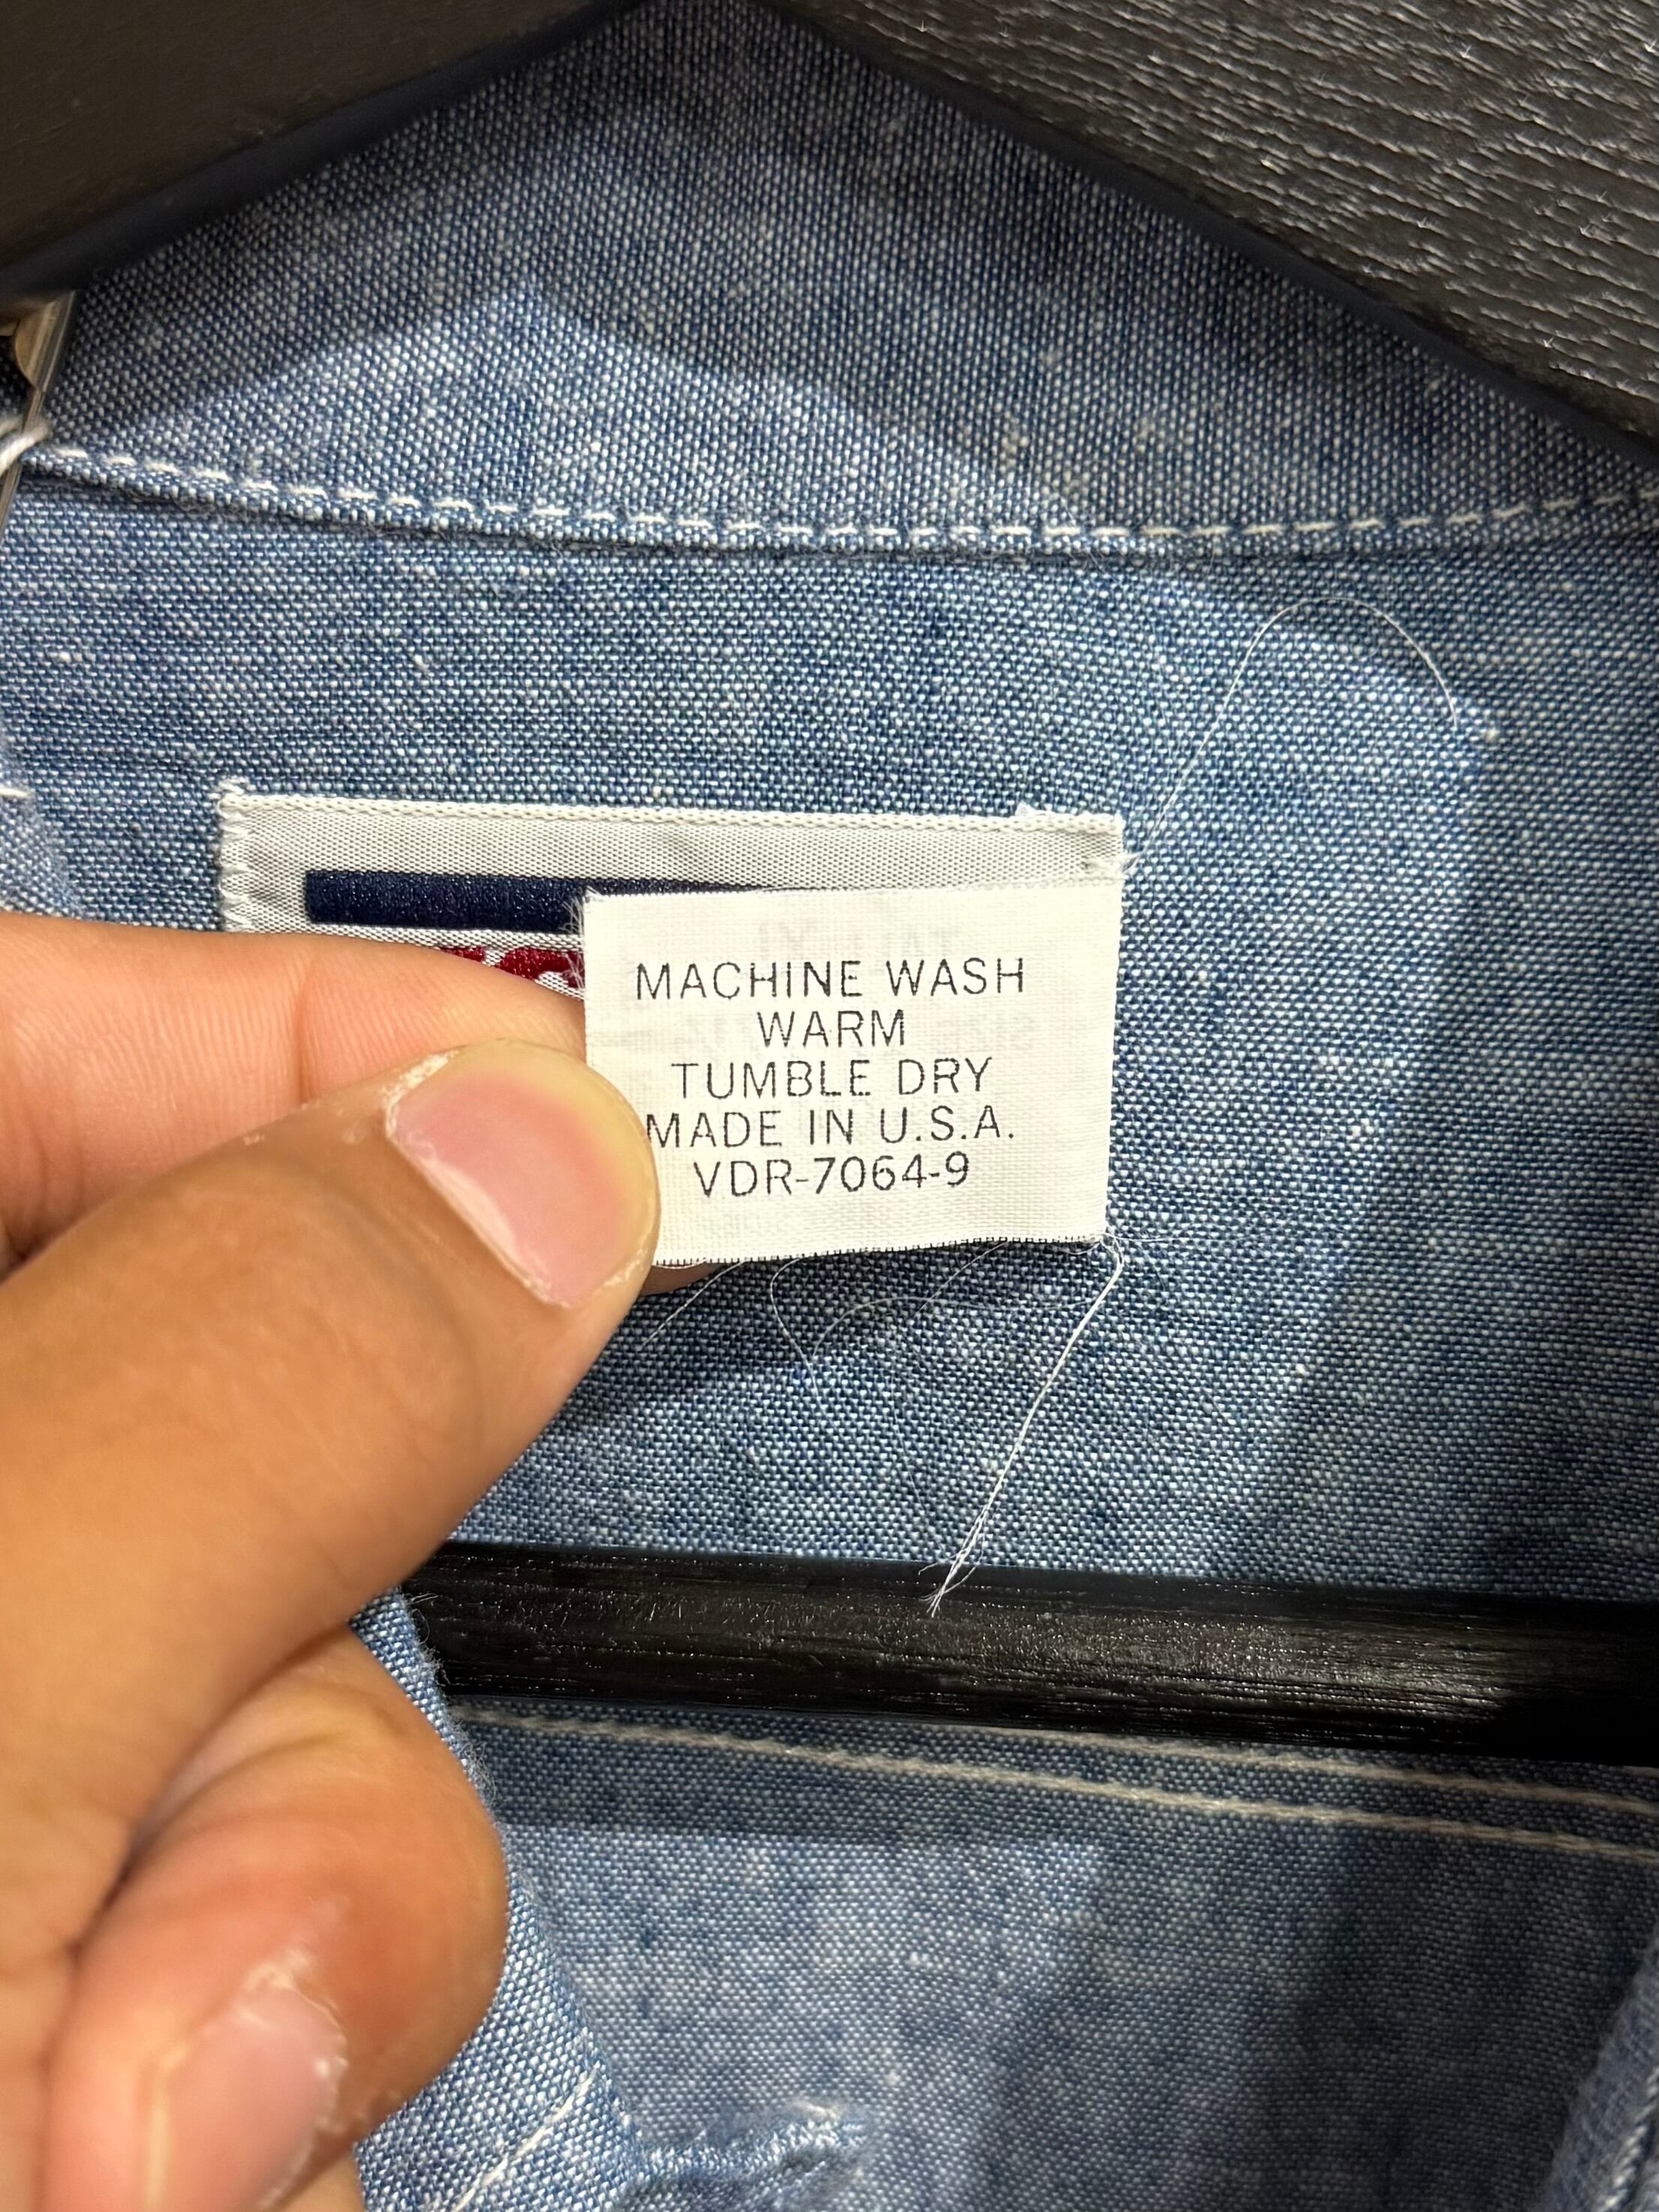 MACHINE WASH
WARM
TUMBLE DRY
MADE IN U.S.A.
VDR-7064-9